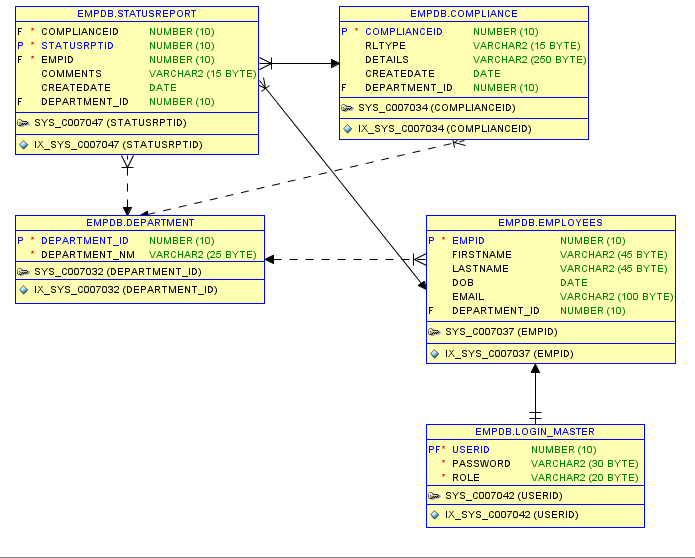 EMPDB.STATUSREPORT
F * COMPLIANCEID NUMBER (10)
P * STATUSRPTID NUMBER (10)
F * EMPID NUMBER (10)
COMMENTS VARCHAR2 (15 BYTE)
CREATEDATE DATE
F DEPARTMENT_ID NUMBER (10)
SYS_C007047 (STATUSRPTID)
IX_SYS_C007047 (STATUSRPTID)
EMPDB.COMPLIANCE
P * COMPLIANCEID NUMBER (10)
RLTYPE VARCHAR2 (15 BYTE)
DETAILS VARCHAR2 (250 BYTE)
CREATEDATE DATE
F DEPARTMENT_ID NUMBER (10)
SYS_C007034 (COMPLIANCEID)
IX_SYS_C007034 (COMPLIANCEID)
EMPDB.DEPARTMENT
P * DEPARTMENT_ID NUMBER (10)
* DEPARTMENT_NM VARCHAR2 (25 BYTE)
SYS_C007032 (DEPARTMENT_ID)
IX_SYS_C007032 (DEPARTMENT_ID)
EMPDB.EMPLOYEES
P * EMPID NUMBER (10)
FIRSTNAME VARCHAR2 (45 BYTE)
LASTNAME VARCHAR2 (45 BYTE)
DOB DATE
EMAIL VARCHAR2 (100 BYTE)
F DEPARTMENT_ID NUMBER (10)
SYS_C007037 (EMPID)
IX_SYS_C007037 (EMPID)
EMPDB.LOGIN_MASTER
PF* USERID NUMBER (10)
* PASSWORD VARCHAR2 (30 BYTE)
* ROLE VARCHAR2 (20 BYTE)
SYS_C007042 (USERID)
IX_SYS_C007042 (USERID)